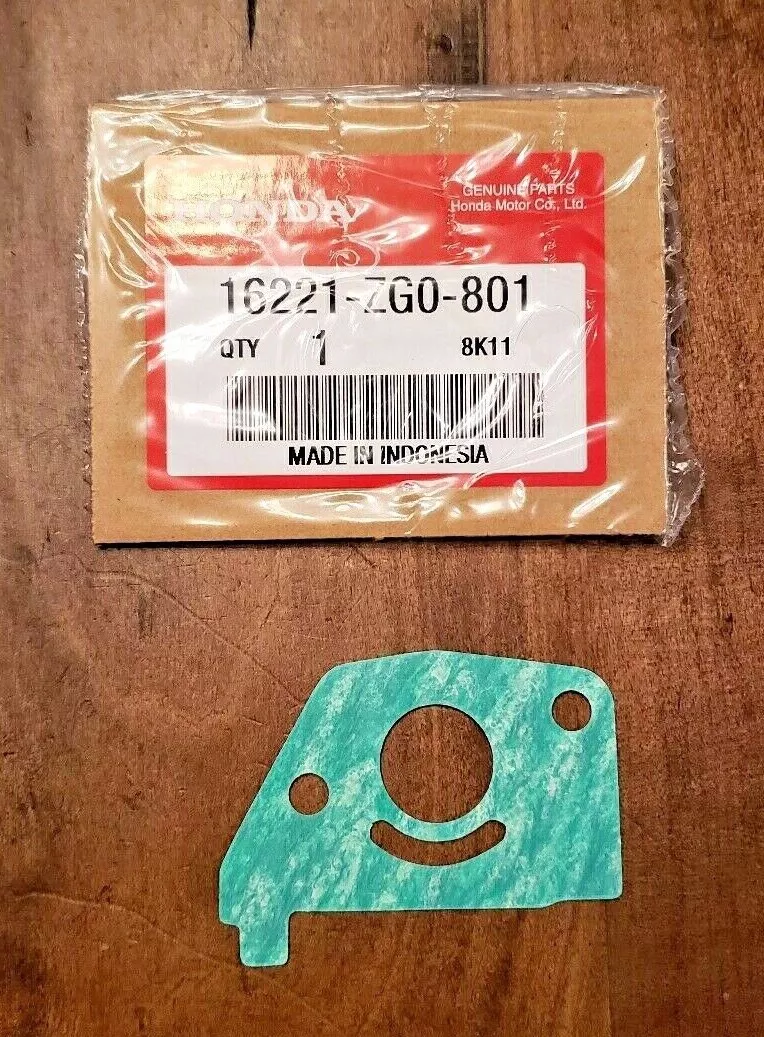 HONDA
GENUINE PARTS
Honda Motor Co., Ltd.
16221-ZG0-801
QTY 1 8K11
MADE IN INDONESIA